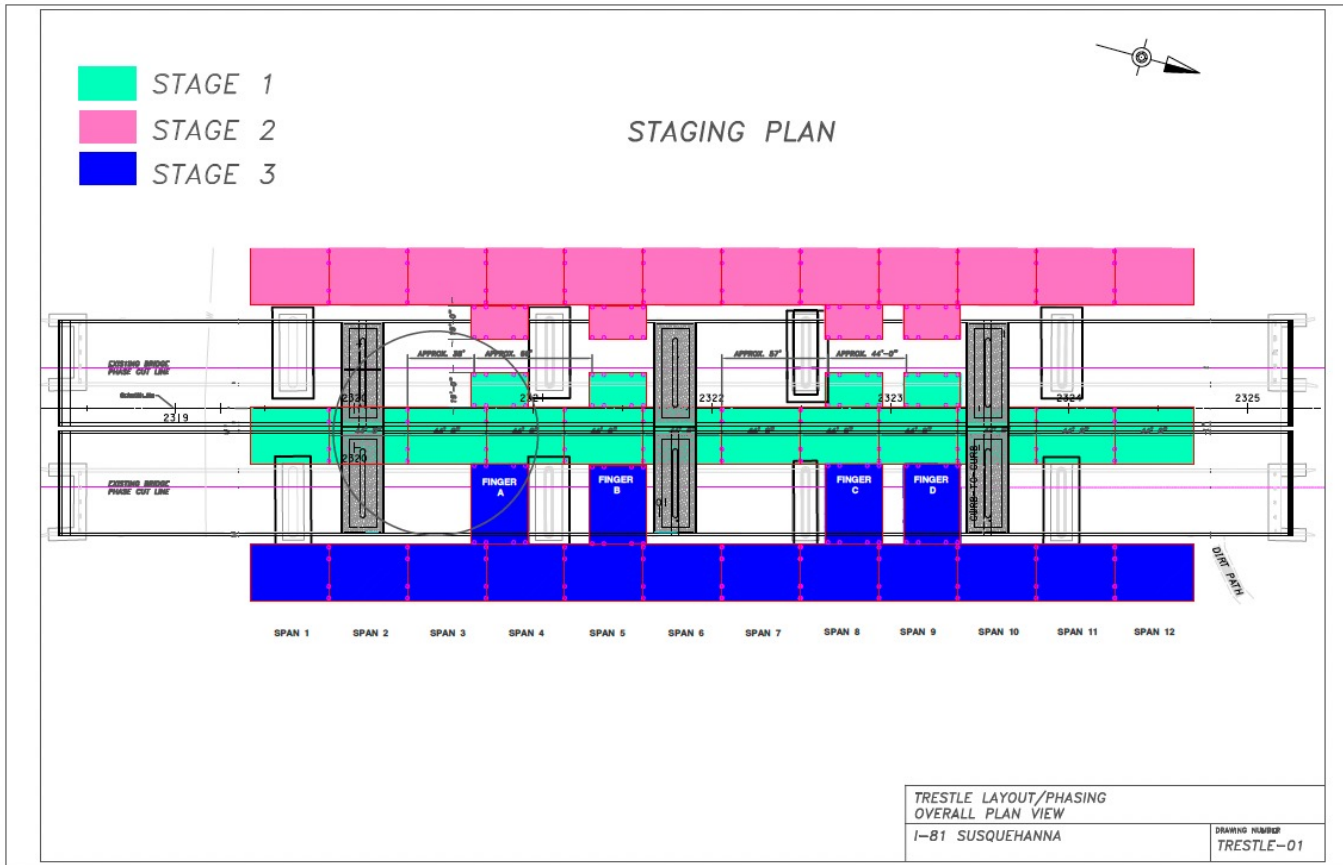 STAGE 1
STAGE 2
STAGE 3
STAGING PLAN
EXISTING BRIDGE
PHASE CUT LINE
APPROX. 38'
APPROX.
APPROX. 57'
APPROX. 44'-0"
2319
2320
2321
2322
2323
2324
2325
2320
EXISTING BRIDGE
PHASE CUT LINE
FINGER
A
FINGER
B
FINGER
C
FINGER
D
CURB-TO-CURB
DIRT PATH
SPAN 1
SPAN 2
SPAN 3
SPAN 4
SPAN 5
SPAN 6
SPAN 7
SPAN 8
SPAN 9
SPAN 10
SPAN 11
SPAN 12
TRESTLE LAYOUT/PHASING
OVERALL PLAN VIEW
I-81 SUSQUEHANNA
DRAWING NUMBER
TRESTLE-01